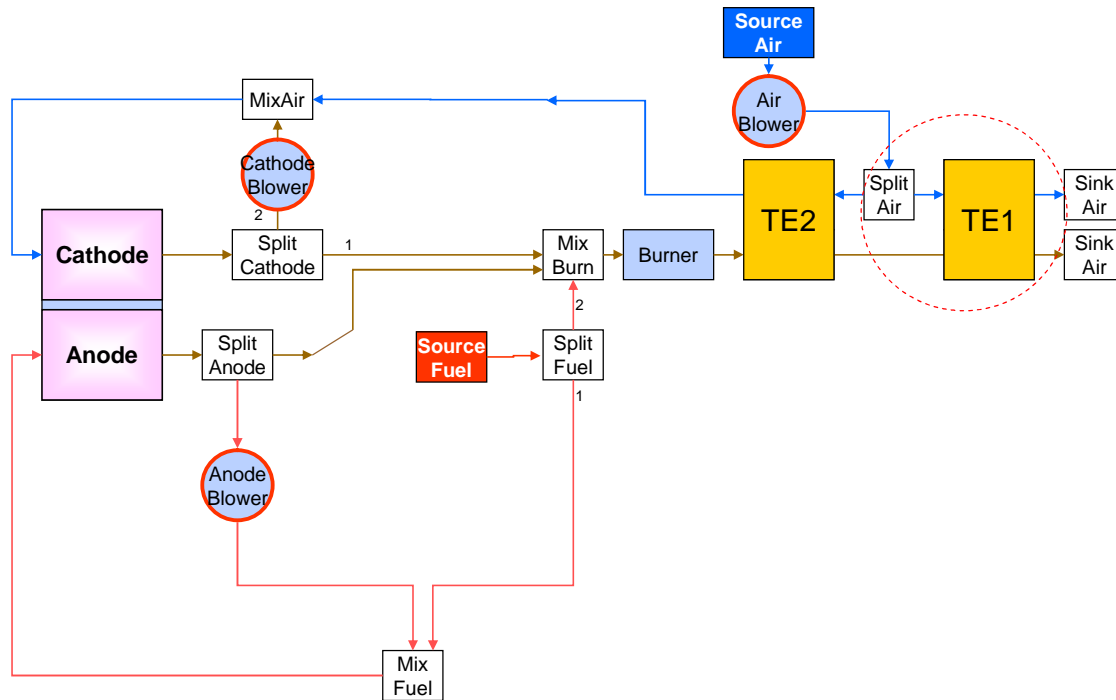 Source
Air
Air
Blower
MixAir
Cathode
Blower
2
Split
Cathode
1
Cathode
Anode
Split
Anode
Mix
Burn
Burner
TE2
Split
Air
TE1
Sink
Air
Sink
Air
2
Source
Fuel
Split
Fuel
1
Anode
Blower
Mix
Fuel